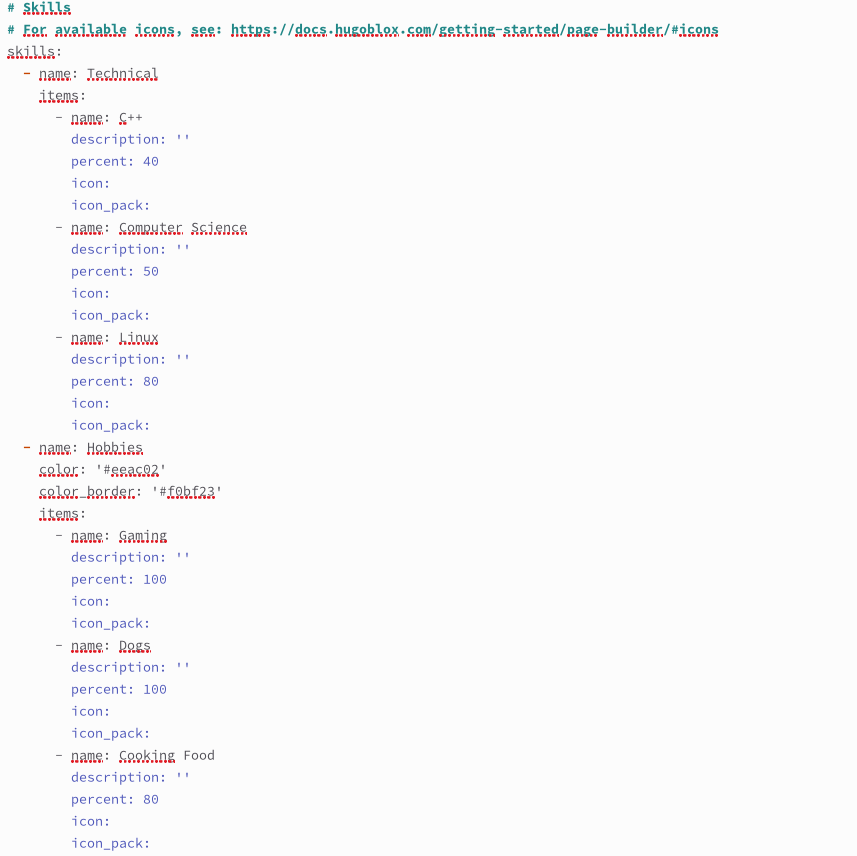 # Skills
# For available icons, see: https://docs.hugoblox.com/getting-started/page-builder/#icons
skills:
  - name: Technical
    items:
      - name: C++
        description: ''
        percent: 40
        icon:
        icon_pack:
      - name: Computer Science
        description: ''
        percent: 50
        icon:
        icon_pack:
      - name: Linux
        description: ''
        percent: 80
        icon:
        icon_pack:
  - name: Hobbies
    color: '#eeac02'
    color_border: '#f0bf23'
    items:
      - name: Gaming
        description: ''
        percent: 100
        icon:
        icon_pack:
      - name: Dogs
        description: ''
        percent: 100
        icon:
        icon_pack:
      - name: Cooking Food
        description: ''
        percent: 80
        icon:
        icon_pack: